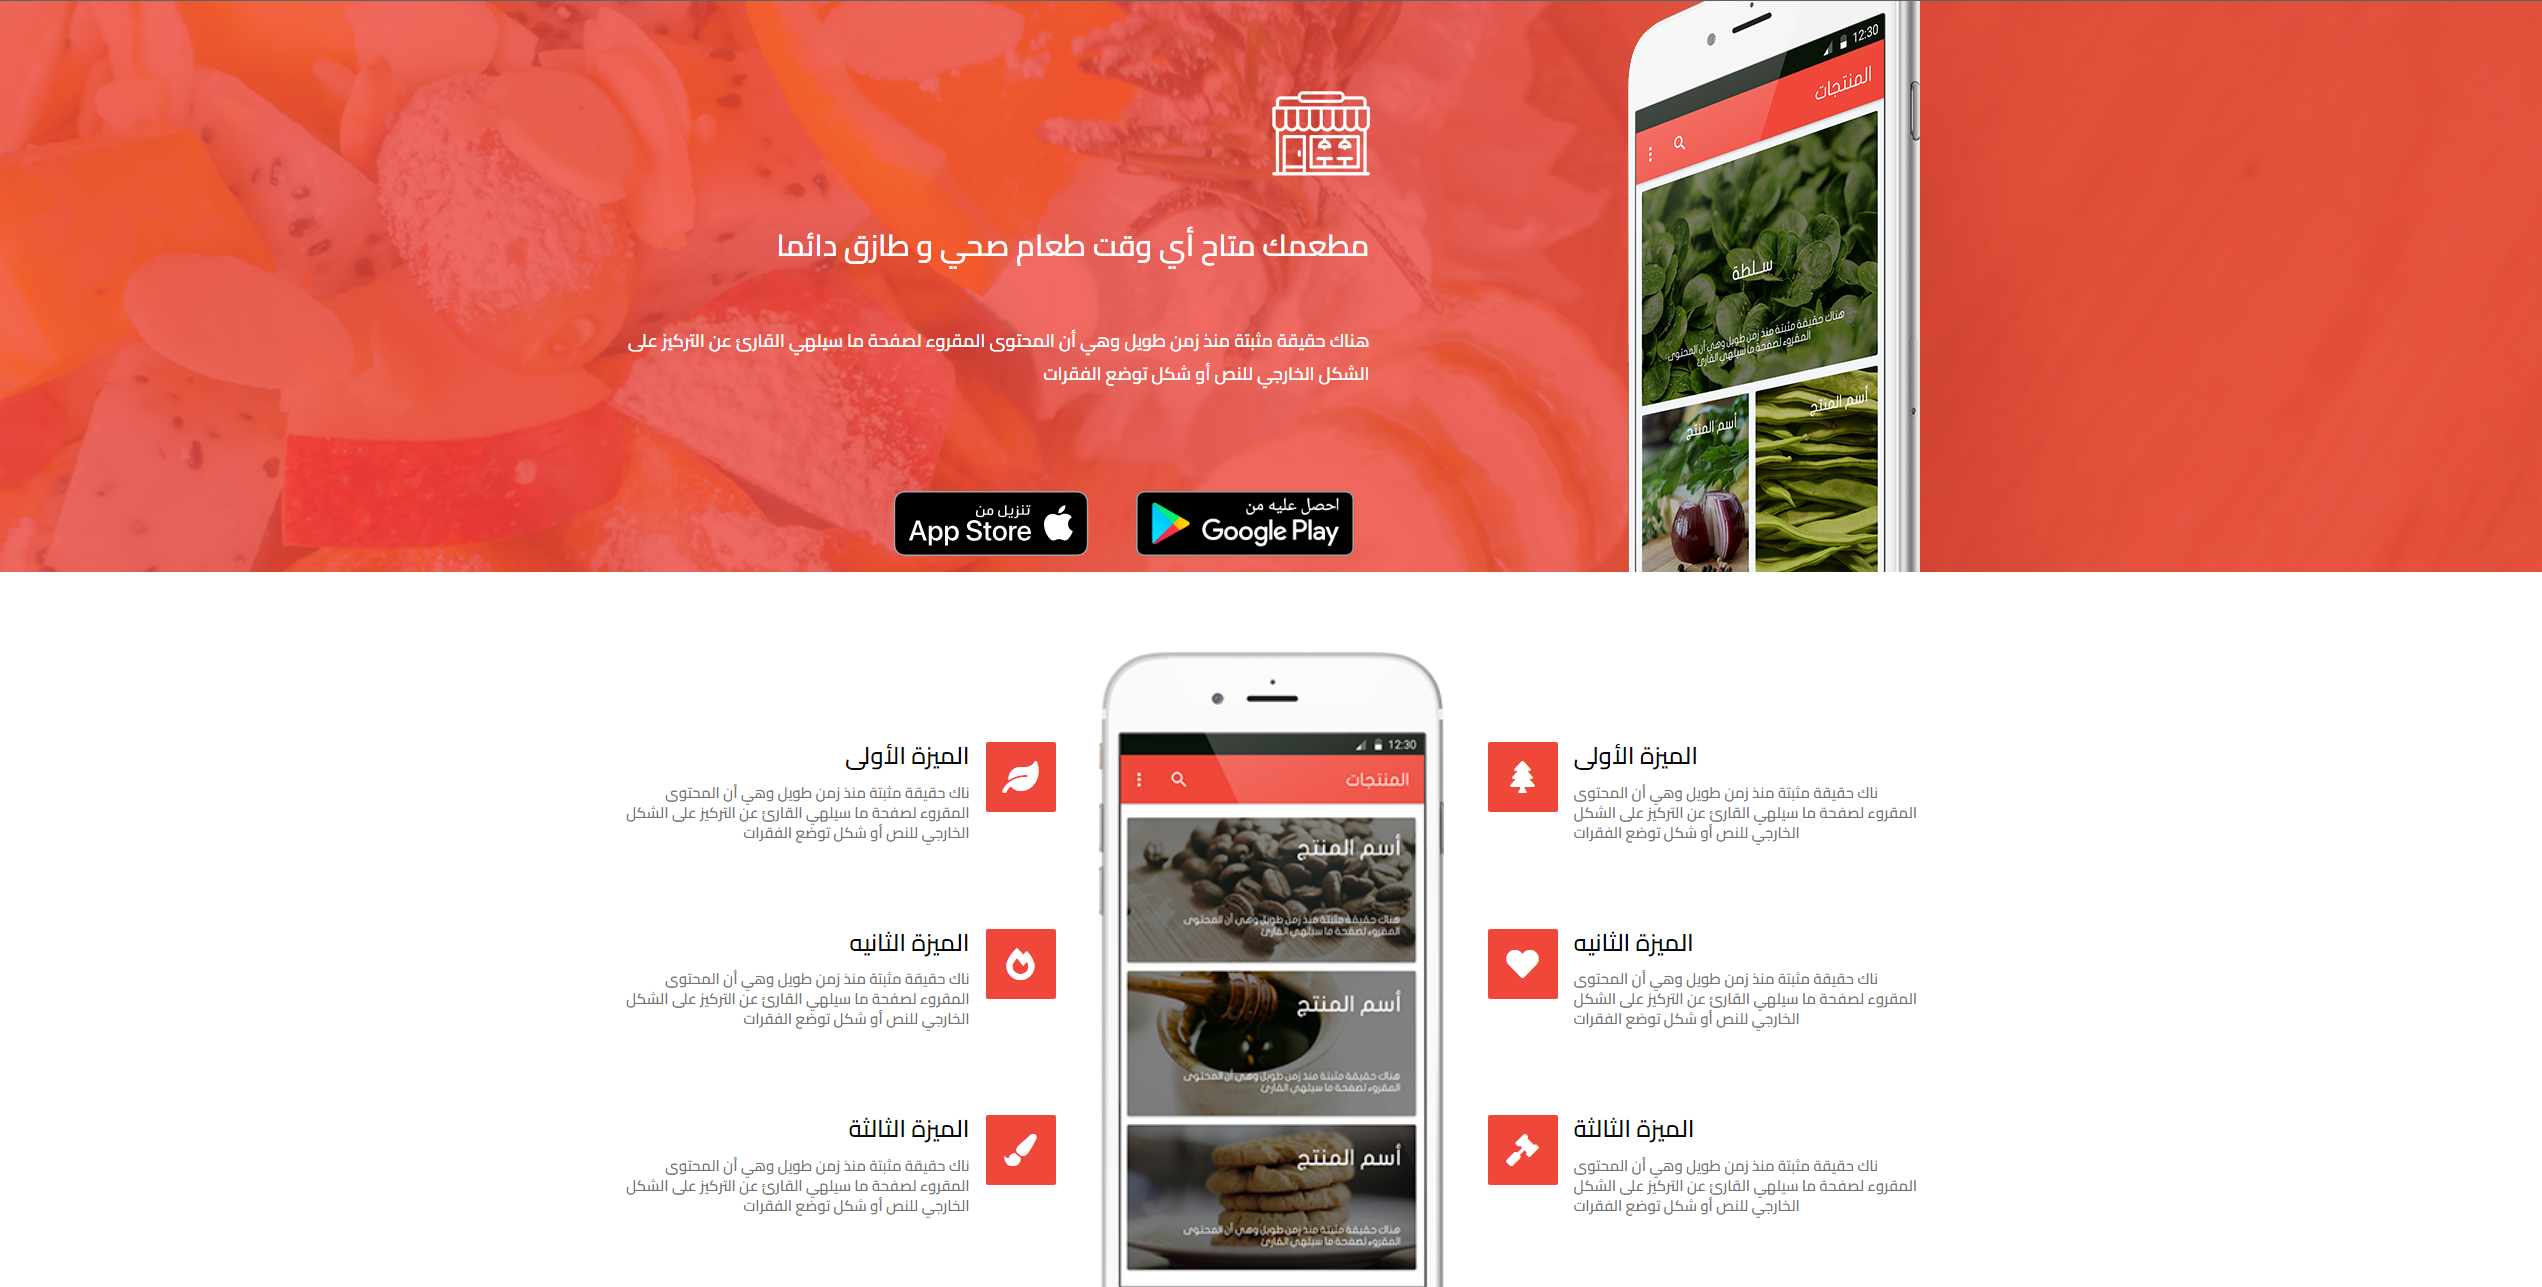 12:30
المنتجات
سلطة
هناك حقيقة مثبتة منذ زمن طويل وهي أن المحتوى
المقروء لصفحة ما سيلهي القارئ
أسم المنتج
أسم المنتج
مطعمك متاح أي وقت طعام صحي و طازق دائما
هناك حقيقة مثبتة منذ زمن طويل وهي أن المحتوى المقروء لصفحة ما سيلهي القارئ عن التركيز على
الشكل الخارجي للنص أو شكل توضع الفقرات
احصل عليه من
Google Play
تنزيل من
App Store
الميزة الأولى
ناك حقيقة مثبتة منذ زمن طويل وهي أن المحتوى
المقروء لصفحة ما سيلهي القارئ عن التركيز على الشكل
الخارجي للنص أو شكل توضع الفقرات
الميزة الثانيه
ناك حقيقة مثبتة منذ زمن طويل وهي أن المحتوى
المقروء لصفحة ما سيلهي القارئ عن التركيز على الشكل
الخارجي للنص أو شكل توضع الفقرات
الميزة الثالثة
ناك حقيقة مثبتة منذ زمن طويل وهي أن المحتوى
المقروء لصفحة ما سيلهي القارئ عن التركيز على الشكل
الخارجي للنص أو شكل توضع الفقرات
12:30
المنتجات
أسم المنتج
هناك حقيقة مثبتة منذ زمن طويل وهي أن المحتوى
المقروء لصفحة ما سيلهي القارئ
أسم المنتج
هناك حقيقة مثبتة منذ زمن طويل وهي أن المحتوى
المقروء لصفحة ما سيلهي القارئ
أسم المنتج
هناك حقيقة مثبتة منذ زمن طويل وهي أن المحتوى
المقروء لصفحة ما سيلهي القارئ
الميزة الأولى
ناك حقيقة مثبتة منذ زمن طويل وهي أن المحتوى
المقروء لصفحة ما سيلهي القارئ عن التركيز على الشكل
الخارجي للنص أو شكل توضع الفقرات
الميزة الثانيه
ناك حقيقة مثبتة منذ زمن طويل وهي أن المحتوى
المقروء لصفحة ما سيلهي القارئ عن التركيز على الشكل
الخارجي للنص أو شكل توضع الفقرات
الميزة الثالثة
ناك حقيقة مثبتة منذ زمن طويل وهي أن المحتوى
المقروء لصفحة ما سيلهي القارئ عن التركيز على الشكل
الخارجي للنص أو شكل توضع الفقرات